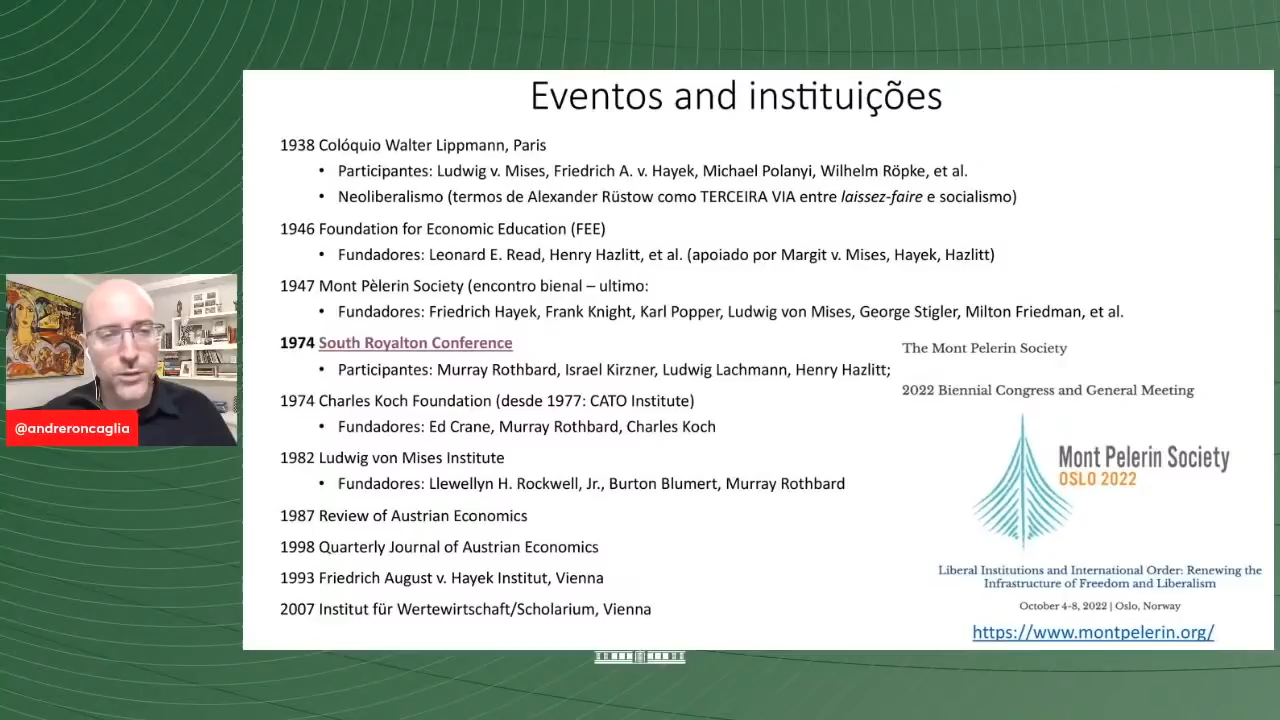 Eventos and instituições
1938 Colóquio Walter Lippmann, Paris
• Participantes: Ludwig v. Mises, Friedrich A. v. Hayek, Michael Polanyi, Wilhelm Röpke, et al.
• Neoliberalismo (termos de Alexander Rüstow como TERCEIRA VIA entre laissez-faire e socialismo)
1946 Foundation for Economic Education (FEE)
• Fundadores: Leonard E. Read, Henry Hazlitt, et al. (apoiado por Margit v. Mises, Hayek, Hazlitt)
1947 Mont Pèlerin Society (encontro bienal – ultimo:
• Fundadores: Friedrich Hayek, Frank Knight, Karl Popper, Ludwig von Mises, George Stigler, Milton Friedman, et al.
1974 South Royalton Conference
• Participantes: Murray Rothbard, Israel Kirzner, Ludwig Lachmann, Henry Hazlitt;
1974 Charles Koch Foundation (desde 1977: CATO Institute)
• Fundadores: Ed Crane, Murray Rothbard, Charles Koch
1982 Ludwig von Mises Institute
• Fundadores: Llewellyn H. Rockwell, Jr., Burton Blumert, Murray Rothbard
1987 Review of Austrian Economics
1998 Quarterly Journal of Austrian Economics
1993 Friedrich August v. Hayek Institut, Vienna
2007 Institut für Wertewirtschaft/Scholarium, Vienna
The Mont Pelerin Society
2022 Biennial Congress and General Meeting
Mont Pelerin Society
OSLO 2022
Liberal Institutions and International Order: Renewing the
Infrastructure of Freedom and Liberalism
October 4-8, 2022 | Oslo, Norway
https://www.montpelerin.org/
@andreroncaglia